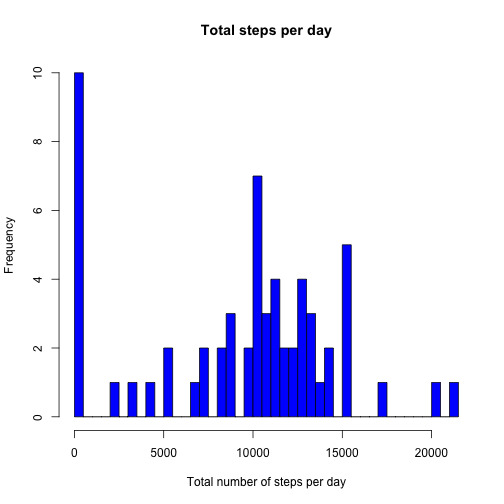 Total steps per day
Frequency
10
8
6
4
2
0
0 5000 10000 15000 20000
Total number of steps per day